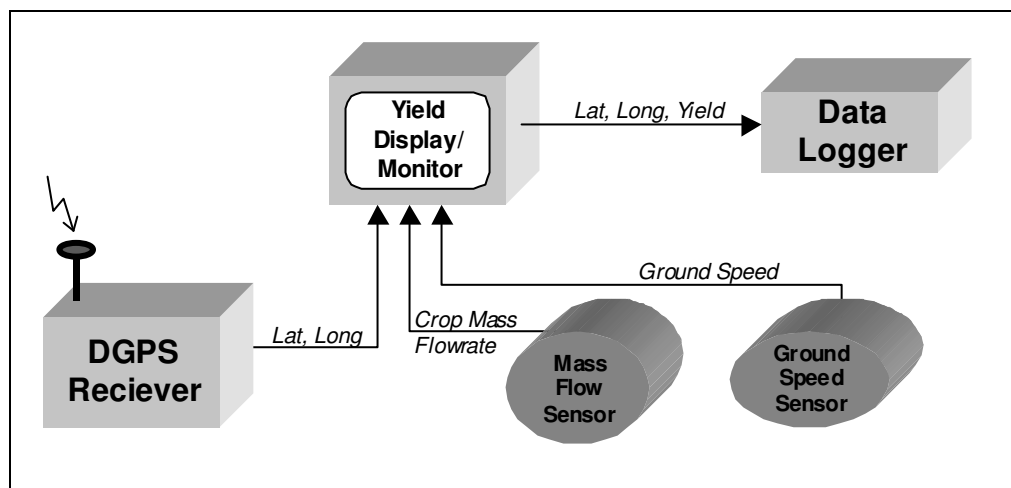 Yield
Display/
Monitor
Lat, Long, Yield
Data
Logger
Ground Speed
Lat, Long
Crop Mass
Flowrate
DGPS
Reciever
Mass
Flow
Sensor
Ground
Speed
Sensor